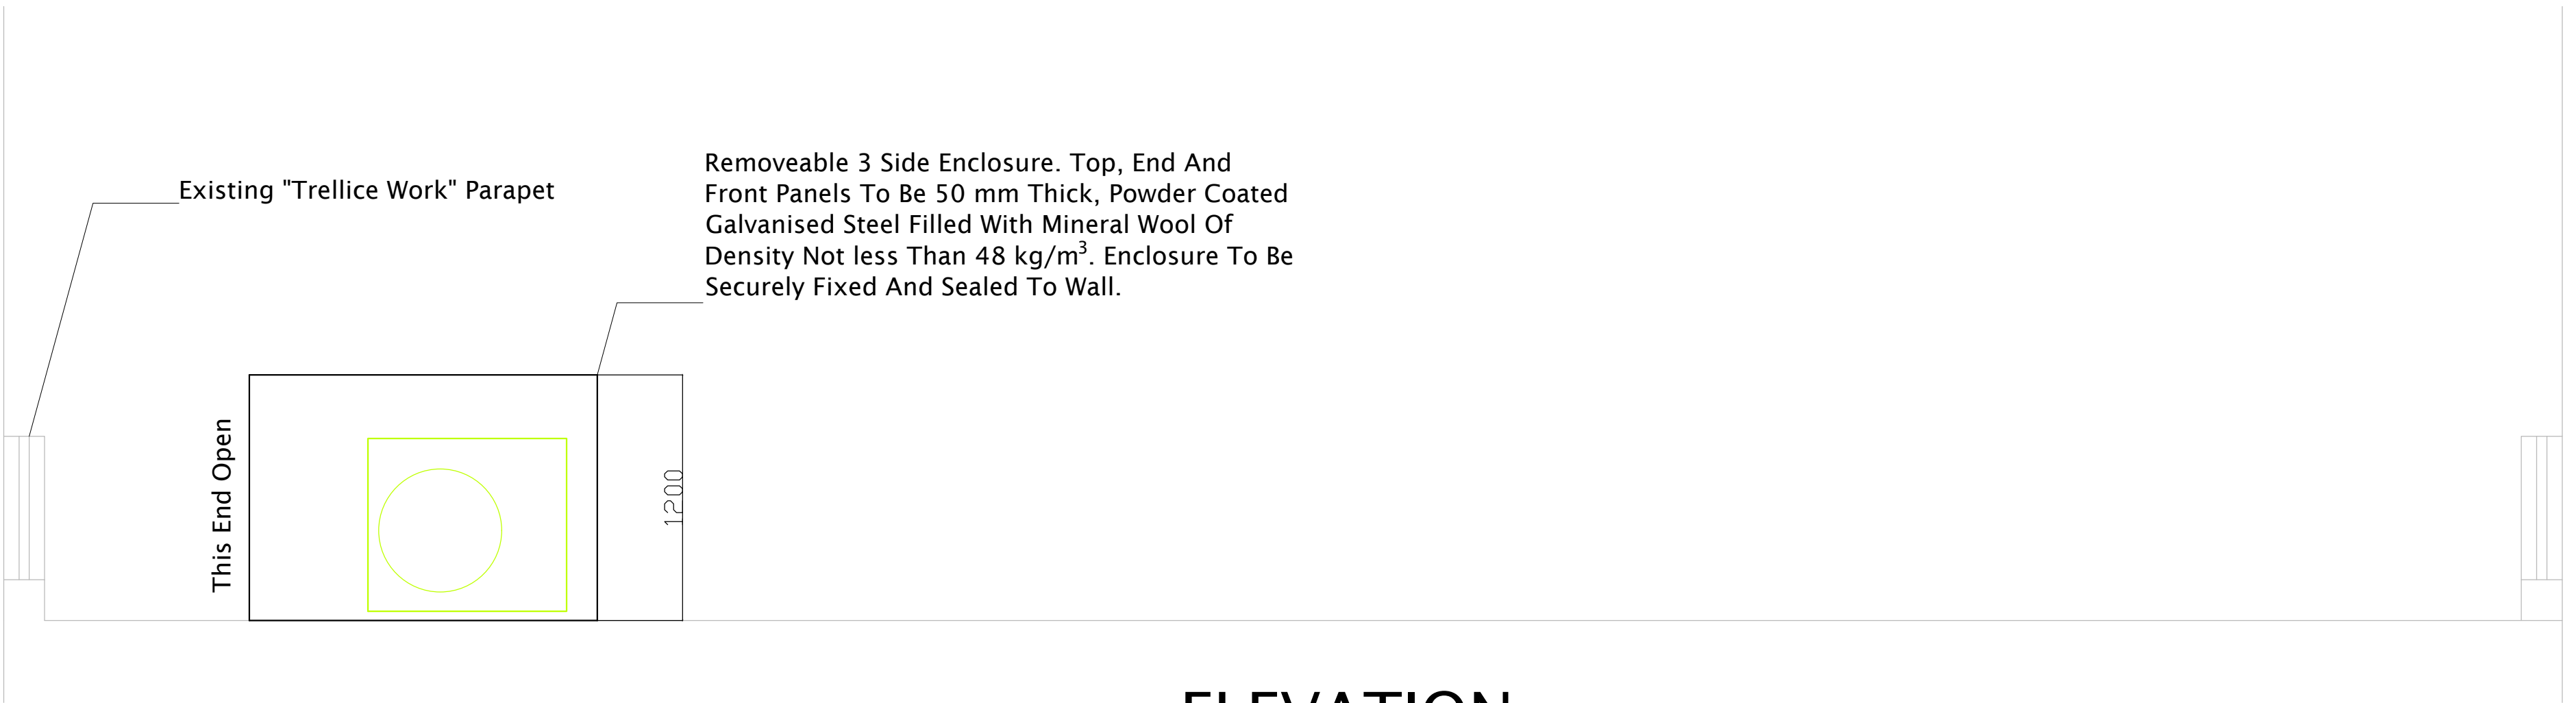 Existing "Trellice Work" Parapet
Removeable 3 Side Enclosure. Top, End And
Front Panels To Be 50 mm Thick, Powder Coated
Galvanised Steel Filled With Mineral Wool Of
Density Not less Than 48 kg/m³. Enclosure To Be
Securely Fixed And Sealed To Wall.
This End Open
1200
ELEVATION